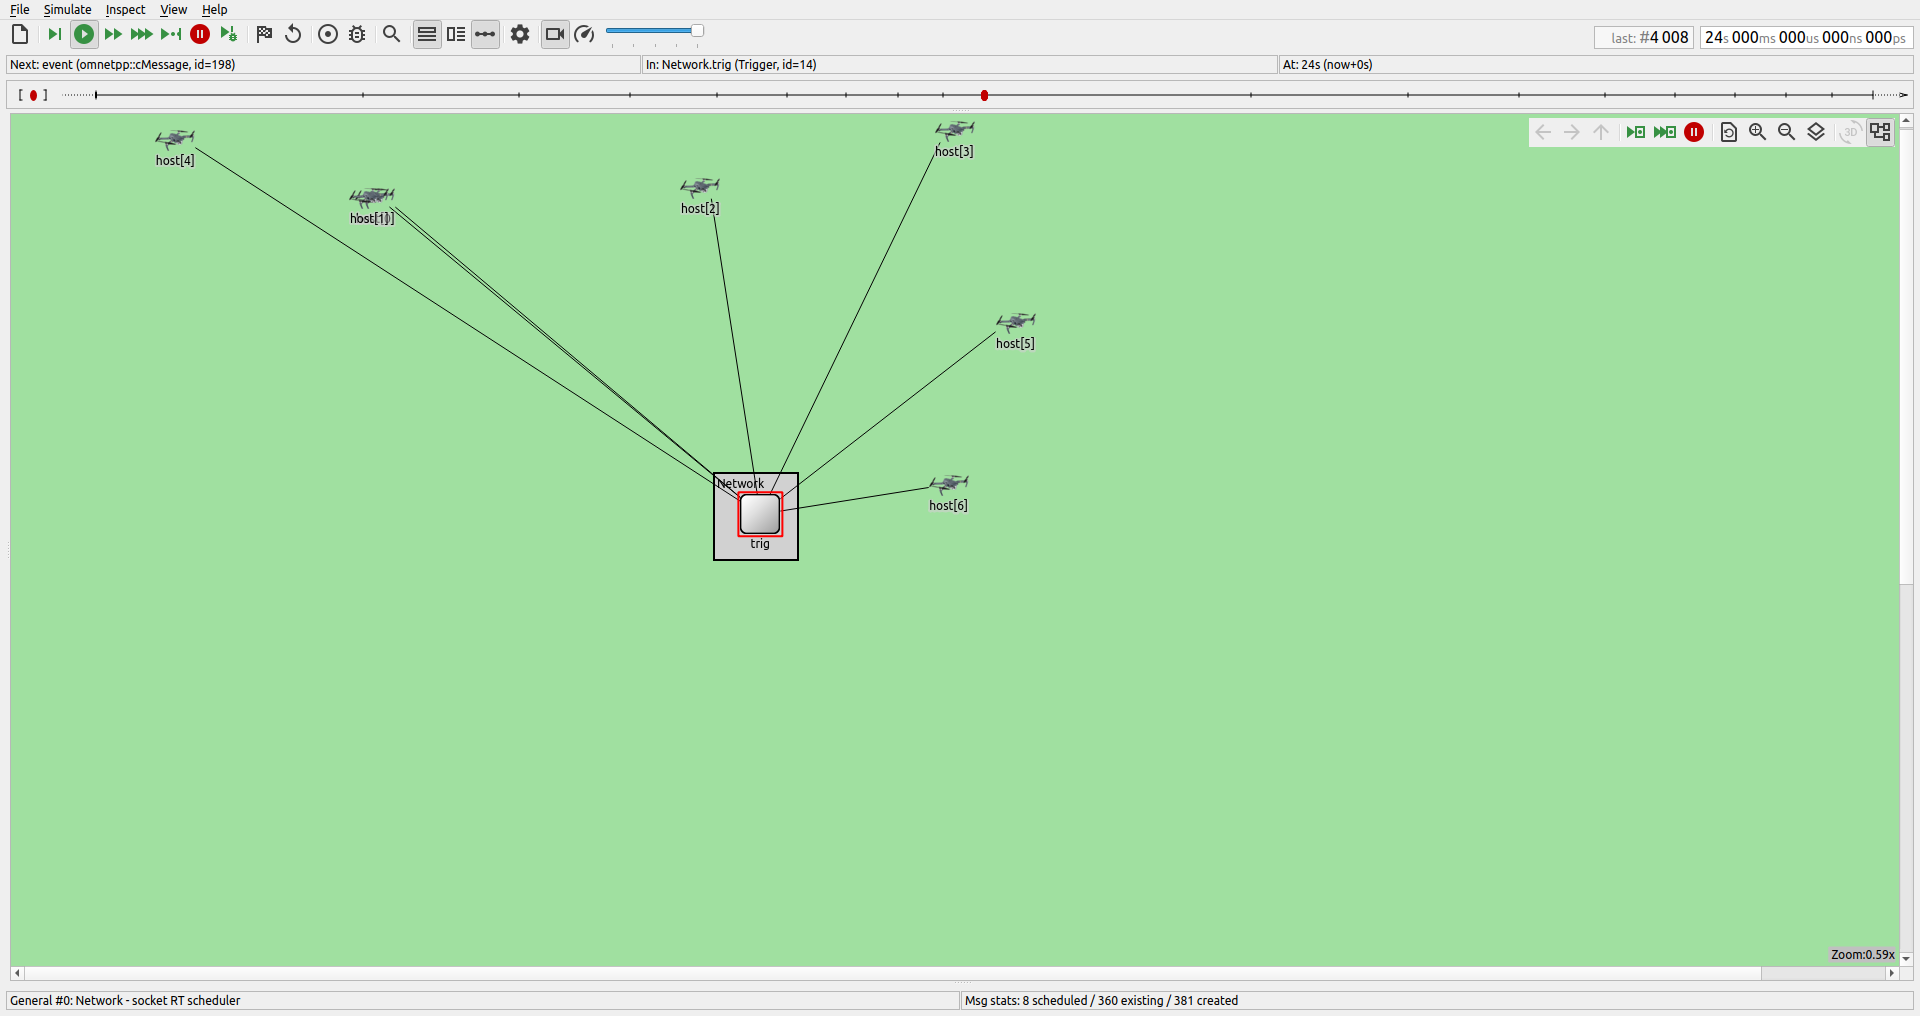 File Simulate Inspect View Help
last: #4 008 24s 000ms 000us 000ns 000ps
Next: event (omnetpp::cMessage, id=198) In: Network.trig (Trigger, id=14) At: 24s (now+0s)
[ ]
3D
host[4]
host[3]
host[1]
host[2]
host[5]
Network
host[6]
trig
Zoom:0.59x
General #0: Network - socket RT scheduler Msg stats: 8 scheduled / 360 existing / 381 created